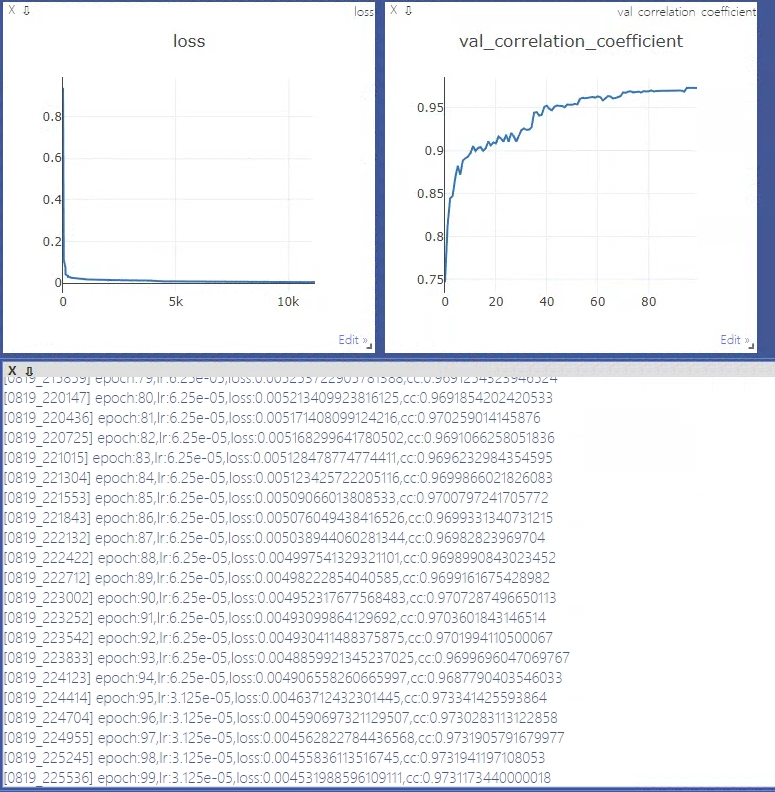 X ⇩ loss
loss
0.8
0.6
0.4
0.2
0
0 5k 10k
Edit »
X ⇩ val_correlation_coefficient
val_correlation_coefficient
0.95
0.9
0.85
0.8
0.75
0 20 40 60 80
Edit »
X ⇩
[0819_220147] epoch:80,lr:6.25e-05,loss:0.005213409923816125,cc:0.9691854202420533
[0819_220436] epoch:81,lr:6.25e-05,loss:0.005171408099124216,cc:0.970259014145876
[0819_220725] epoch:82,lr:6.25e-05,loss:0.005168299641780502,cc:0.9691066258051836
[0819_221015] epoch:83,lr:6.25e-05,loss:0.005128478774774411,cc:0.9696232984354595
[0819_221304] epoch:84,lr:6.25e-05,loss:0.005123425722205116,cc:0.9699866021826083
[0819_221553] epoch:85,lr:6.25e-05,loss:0.00509066013808533,cc:0.9700797241705772
[0819_221843] epoch:86,lr:6.25e-05,loss:0.005076049438416526,cc:0.9699331340731215
[0819_222132] epoch:87,lr:6.25e-05,loss:0.005038944060281344,cc:0.96982823969704
[0819_222422] epoch:88,lr:6.25e-05,loss:0.004997541329321101,cc:0.9698990843023452
[0819_222712] epoch:89,lr:6.25e-05,loss:0.00498222854040585,cc:0.9699161675428982
[0819_223002] epoch:90,lr:6.25e-05,loss:0.004952317677568483,cc:0.9707287496650113
[0819_223252] epoch:91,lr:6.25e-05,loss:0.00493099864129692,cc:0.9703601843146514
[0819_223542] epoch:92,lr:6.25e-05,loss:0.004930411488375875,cc:0.9701994110500067
[0819_223833] epoch:93,lr:6.25e-05,loss:0.0048859921345237025,cc:0.9699696047069767
[0819_224123] epoch:94,lr:6.25e-05,loss:0.004906558260665997,cc:0.9687790403546033
[0819_224414] epoch:95,lr:3.125e-05,loss:0.00463712432301445,cc:0.973341425593864
[0819_224704] epoch:96,lr:3.125e-05,loss:0.004590697321129507,cc:0.9730283113122858
[0819_224955] epoch:97,lr:3.125e-05,loss:0.004562822784436568,cc:0.9731905791679977
[0819_225245] epoch:98,lr:3.125e-05,loss:0.00455836113516745,cc:0.9731941197108053
[0819_225536] epoch:99,lr:3.125e-05,loss:0.004531988596109111,cc:0.9731173440000018